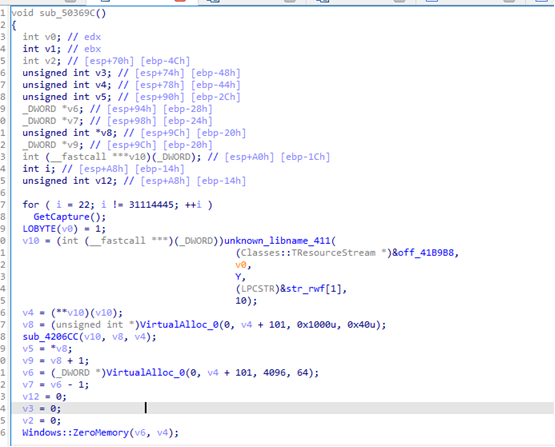 1 void sub_50369C()
2 {
3 int v0; // edx
4 int v1; // ebx
5 int v2; // [esp+70h] [ebp-4Ch]
6 unsigned int v3; // [esp+74h] [ebp-48h]
7 unsigned int v4; // [esp+78h] [ebp-44h]
8 unsigned int v5; // [esp+90h] [ebp-2Ch]
9 _DWORD *v6; // [esp+94h] [ebp-28h]
0 _DWORD *v7; // [esp+98h] [ebp-24h]
1 unsigned int *v8; // [esp+9Ch] [ebp-20h]
2 _DWORD *v9; // [esp+9Ch] [ebp-20h]
3 int (__fastcall ***v10)(_DWORD); // [esp+A0h] [ebp-1Ch]
4 int i; // [esp+A8h] [ebp-14h]
5 unsigned int v12; // [esp+A8h] [ebp-14h]
6
7 for ( i = 22; i != 31114445; ++i )
8 GetCapture();
9 LOBYTE(v0) = 1;
0 v10 = (int (__fastcall ***)(_DWORD))unknown_libname_411(
1 (Classes::TResourceStream *)&off_41B9B8,
2 v0,
3 Y,
4 (LPCSTR)&str_rwf[1],
5 10);
6 v4 = (**v10)(v10);
7 v8 = (unsigned int *)VirtualAlloc_0(0, v4 + 101, 0x1000u, 0x40u);
8 sub_4206CC(v10, v8, v4);
9 v5 = *v8;
0 v9 = v8 + 1;
1 v6 = (_DWORD *)VirtualAlloc_0(0, v4 + 101, 4096, 64);
2 v7 = v6 - 1;
3 v12 = 0;
4 v3 = 0;
5 v2 = 0;
6 Windows::ZeroMemory(v6, v4);